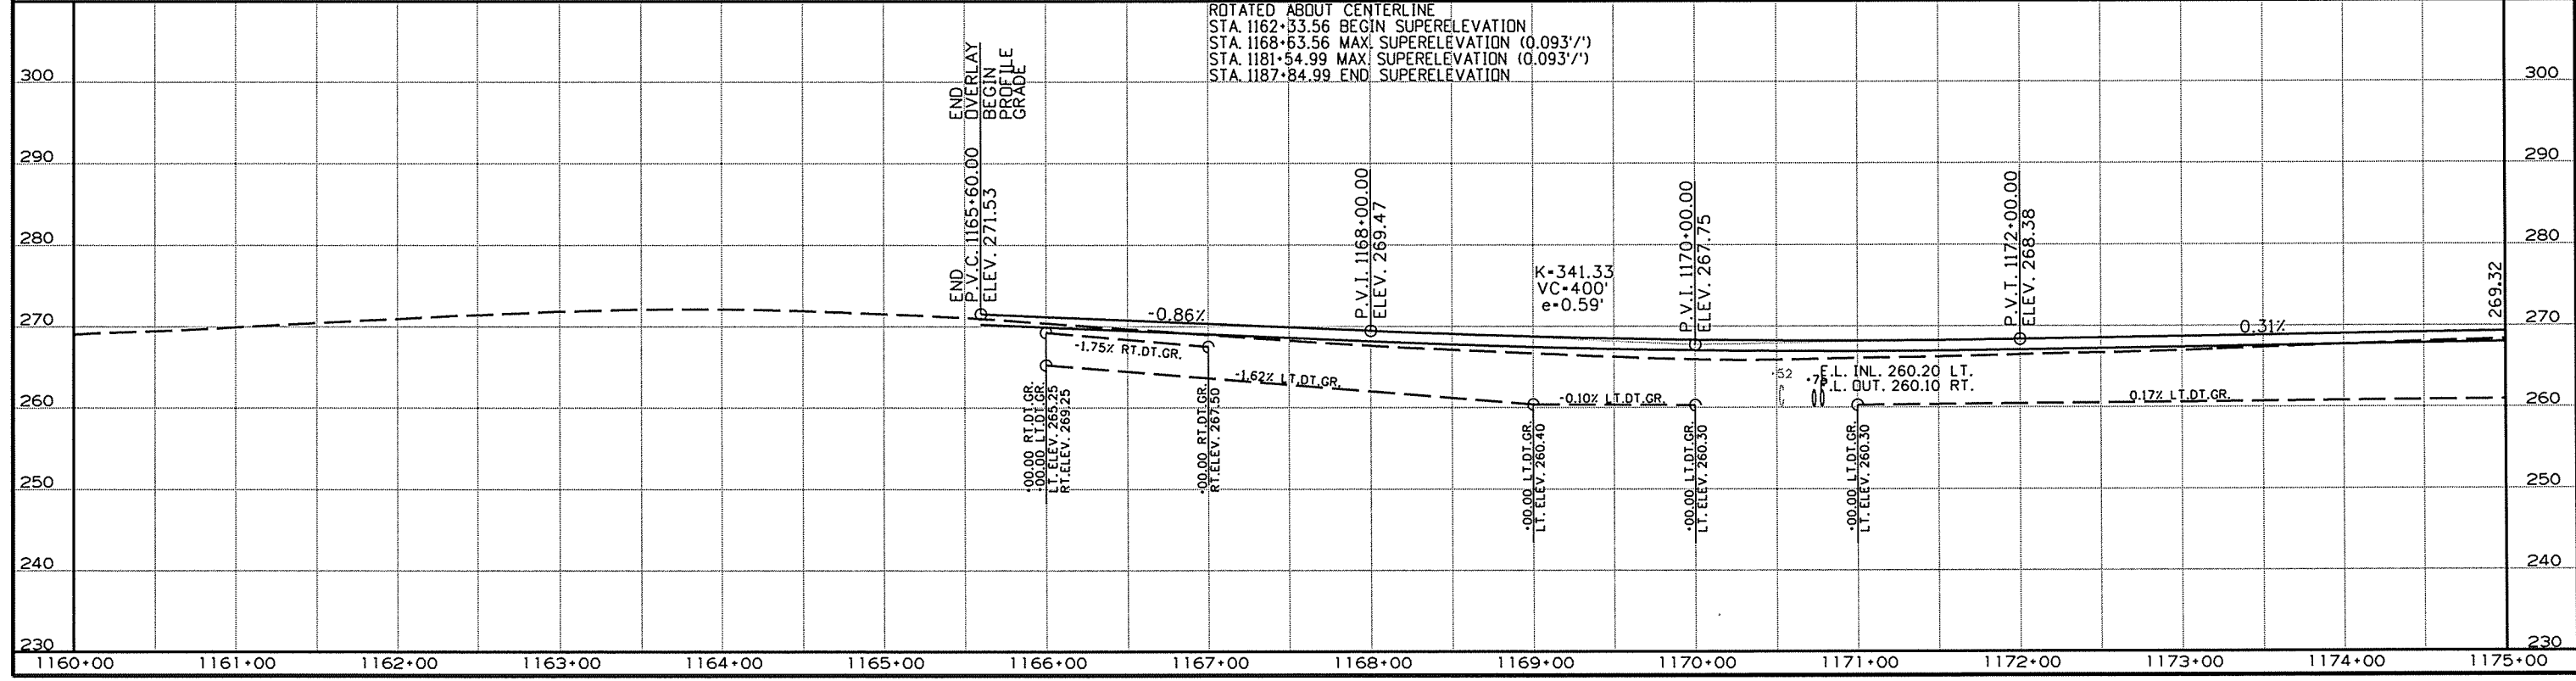 ROTATED ABOUT CENTERLINE
STA. 1162+33.56 BEGIN SUPERELEVATION
STA. 1168+63.56 MAX. SUPERELEVATION (0.093'/')
STA. 1181+54.99 MAX. SUPERELEVATION (0.093'/')
STA. 1187+84.99 END SUPERELEVATION
END
OVERLAY
BEGIN
PROFILE
GRADE
300
300
290
290
280
280
270
270
260
260
250
250
240
240
230
230
END
P.V.C. 1165+60.00
ELEV. 271.53
P.V.I. 1168+00.00
ELEV. 269.47
K=341.33
VC=400'
e=0.59'
P.V.I. 1170+00.00
ELEV. 267.75
P.V.T. 1172+00.00
ELEV. 268.38
269.32
-0.86%
0.31%
-1.75% RT.DT.GR.
-1.62% LT.DT.GR.
-0.10% LT.DT.GR.
0.17% LT.DT.GR.
+52
F.L. INL. 260.20 LT.
F.L. OUT. 260.10 RT.
+00.00 RT.DT.GR.
+00.00 LT.DT.GR.
LT. ELEV. 265.25
RT.ELEV. 269.25
+00.00 RT.DT.GR.
RT.ELEV. 267.50
+00.00 LT.DT.GR.
LT. ELEV. 260.40
+00.00 LT.DT.GR.
LT. ELEV. 260.30
+00.00 LT.DT.GR.
LT. ELEV. 260.30
1160+00
1161+00
1162+00
1163+00
1164+00
1165+00
1166+00
1167+00
1168+00
1169+00
1170+00
1171+00
1172+00
1173+00
1174+00
1175+00